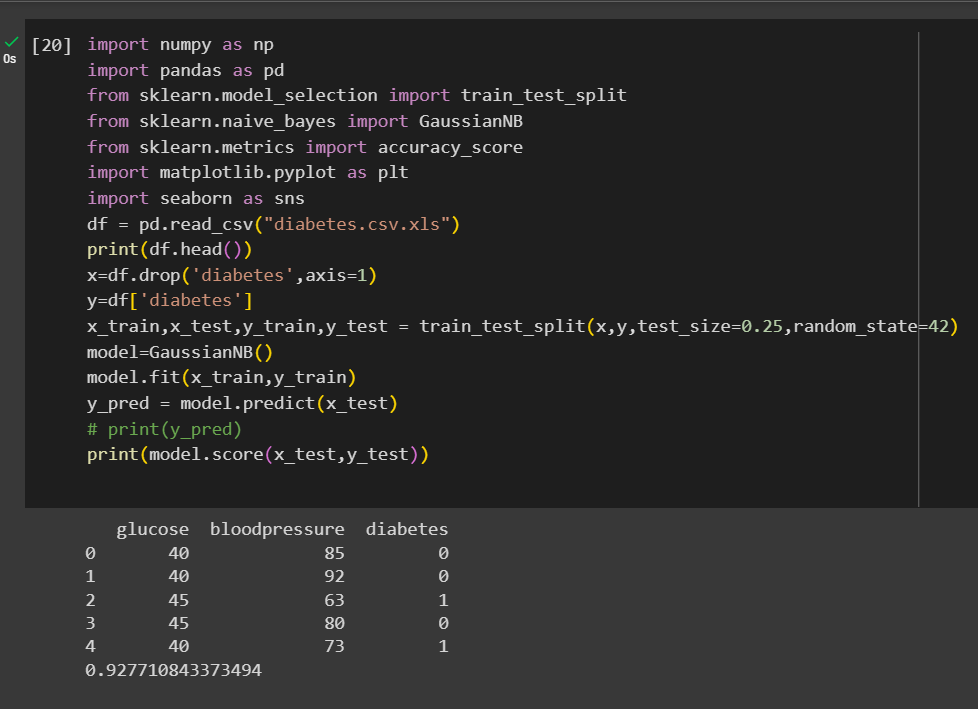 [20] import numpy as np
0s
import pandas as pd
from sklearn.model_selection import train_test_split
from sklearn.naive_bayes import GaussianNB
from sklearn.metrics import accuracy_score
import matplotlib.pyplot as plt
import seaborn as sns
df = pd.read_csv("diabetes.csv.xls")
print(df.head())
x=df.drop('diabetes',axis=1)
y=df['diabetes']
x_train,x_test,y_train,y_test = train_test_split(x,y,test_size=0.25,random_state=42)
model=GaussianNB()
model.fit(x_train,y_train)
y_pred = model.predict(x_test)
# print(y_pred)
print(model.score(x_test,y_test))
glucose bloodpressure diabetes
0 40 85 0
1 40 92 0
2 45 63 1
3 45 80 0
4 40 73 1
0.927710843373494